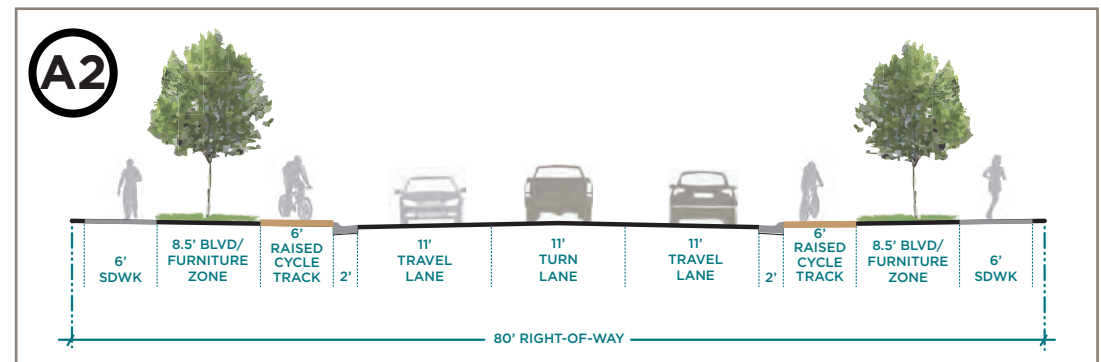 A2
6'
SDWK
8.5' BLVD/
FURNITURE
ZONE
6'
RAISED
CYCLE
TRACK
2'
11'
TRAVEL
LANE
11'
TURN
LANE
11'
TRAVEL
LANE
2'
6'
RAISED
CYCLE
TRACK
8.5' BLVD/
FURNITURE
ZONE
6'
SDWK
80' RIGHT-OF-WAY